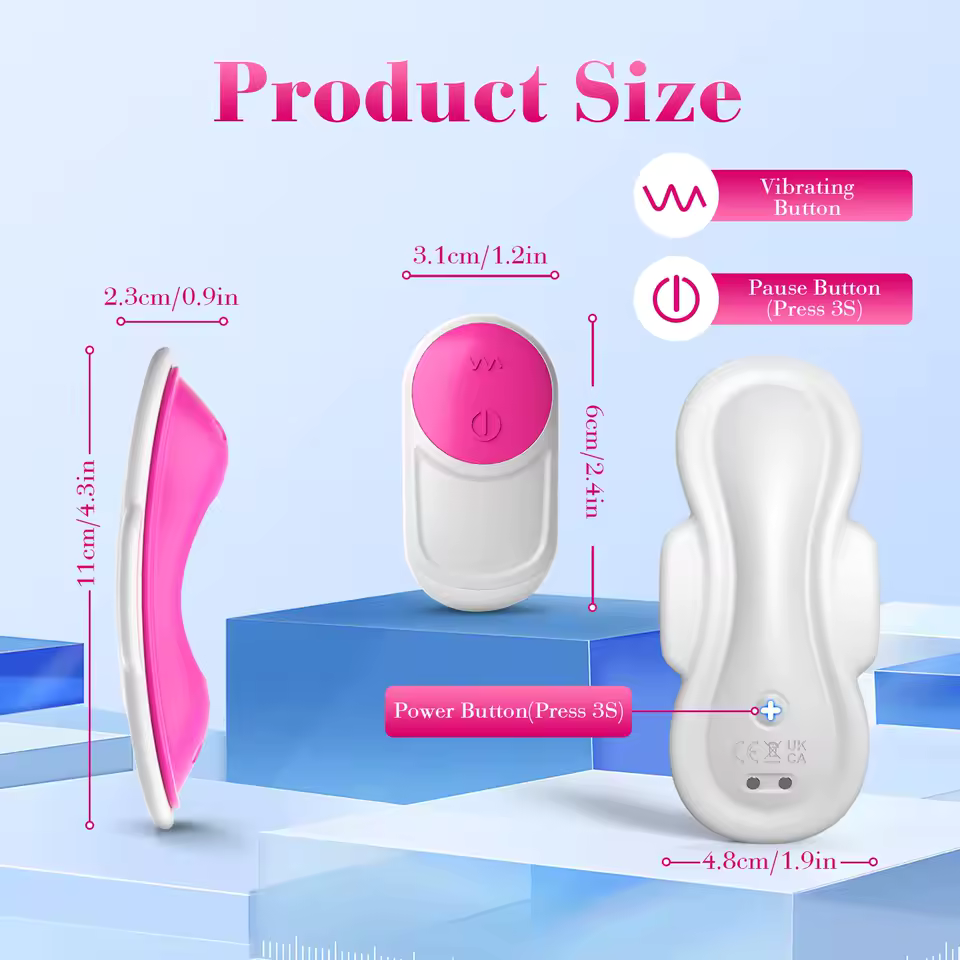 Product Size
Vibrating
Button
3.1cm/1.2in
Pause Button
(Press 3S)
2.3cm/0.9in
11cm/4.3in
6cm/2.4in
Power Button(Press 3S)
CE UK
CA
4.8cm/1.9in